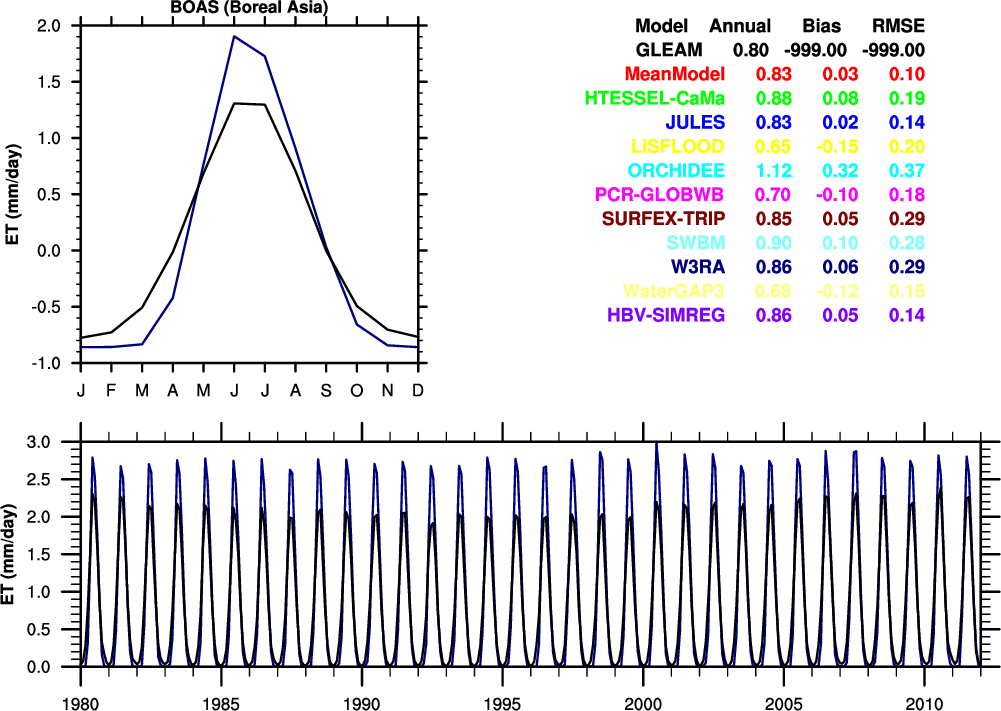 BOAS (Boreal Asia)
ET (mm/day)
2.0
1.5
1.0
0.5
0.0
-0.5
-1.0
J F M A M J J A S O N D
Model Annual Bias RMSE
GLEAM 0.80 -999.00 -999.00
MeanModel 0.83 0.03 0.10
HTESSEL-CaMa 0.88 0.08 0.19
JULES 0.83 0.02 0.14
LISFLOOD 0.65 -0.15 0.20
ORCHIDEE 1.12 0.32 0.37
PCR-GLOBWB 0.70 -0.10 0.18
SURFEX-TRIP 0.85 0.05 0.29
SWBM 0.90 0.10 0.28
W3RA 0.86 0.06 0.29
WaterGAP3 0.68 -0.12 0.16
HBV-SIMREG 0.86 0.05 0.14
ET (mm/day)
3.0
2.5
2.0
1.5
1.0
0.5
0.0
1980 1985 1990 1995 2000 2005 2010